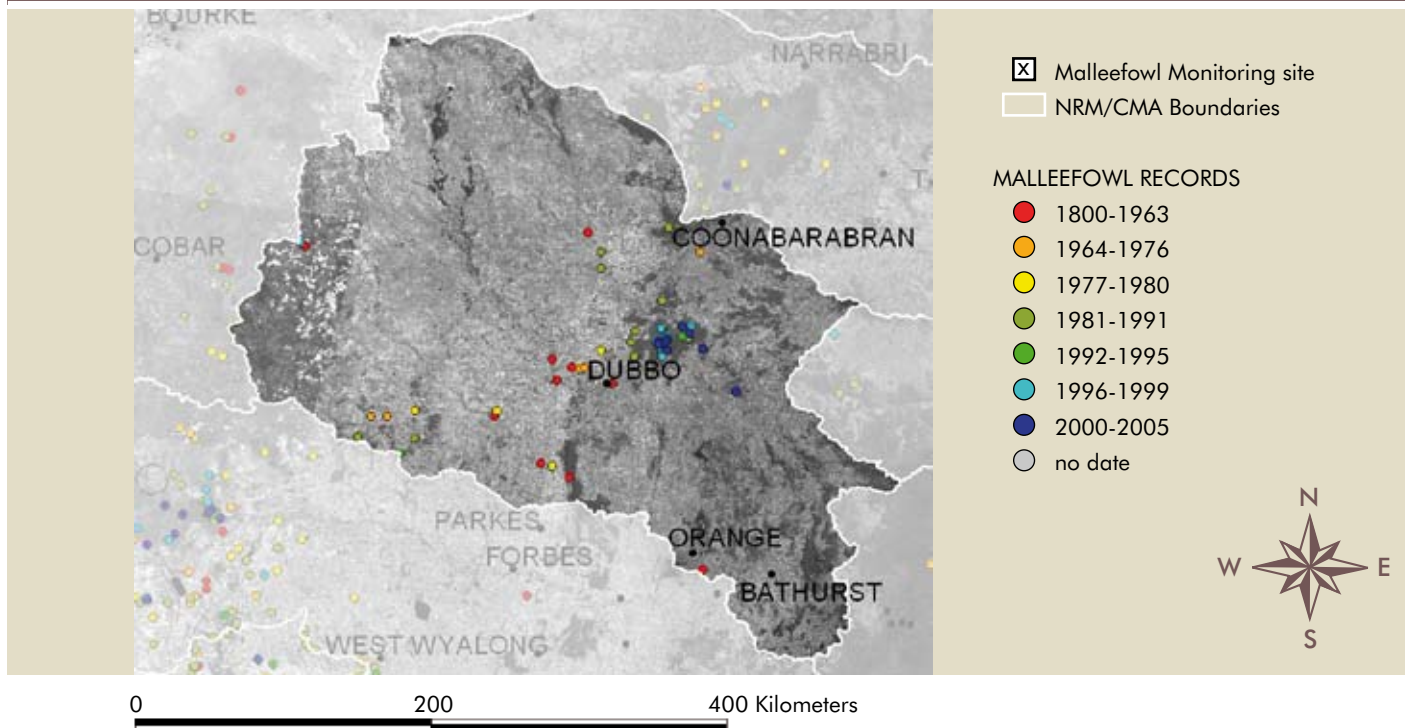 BOURKE
NARRABRI
T
COONABARABRAN
COBAR
DUBBO
PARKES
FORBES
ORANGE
BATHURST
WEST WYALONG
X Malleefowl Monitoring site
NRM/CMA Boundaries
MALLEEFOWL RECORDS
1800-1963
1964-1976
1977-1980
1981-1991
1992-1995
1996-1999
2000-2005
no date
N
W E
S
0 200 400 Kilometers